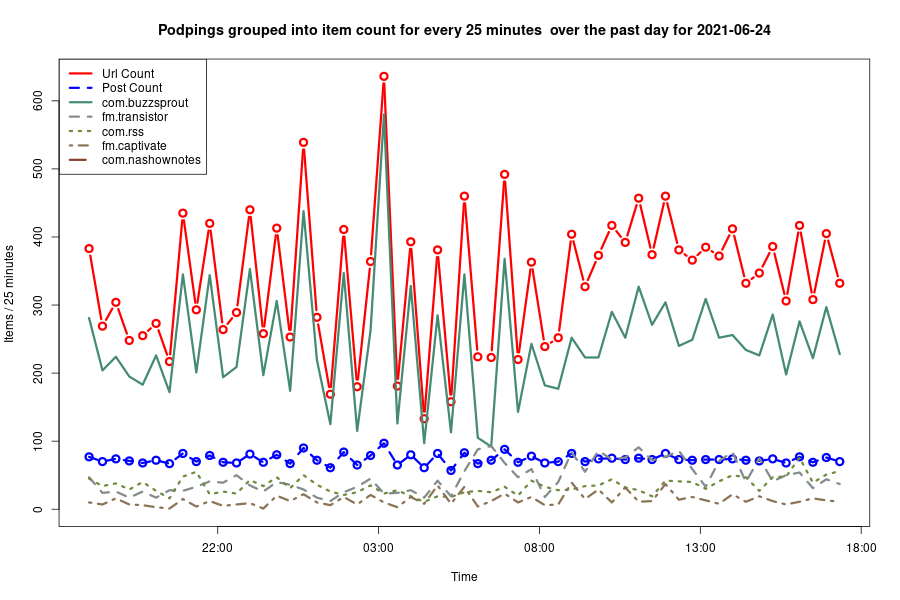 Podpings grouped into item count for every 25 minutes  over the past day for 2021-06-24
Url Count
Post Count
com.buzzsprout
fm.transistor
com.rss
fm.captivate
com.nashownotes
Items / 25 minutes
600
500
400
300
200
100
0
22:00 03:00 08:00 13:00 18:00
Time